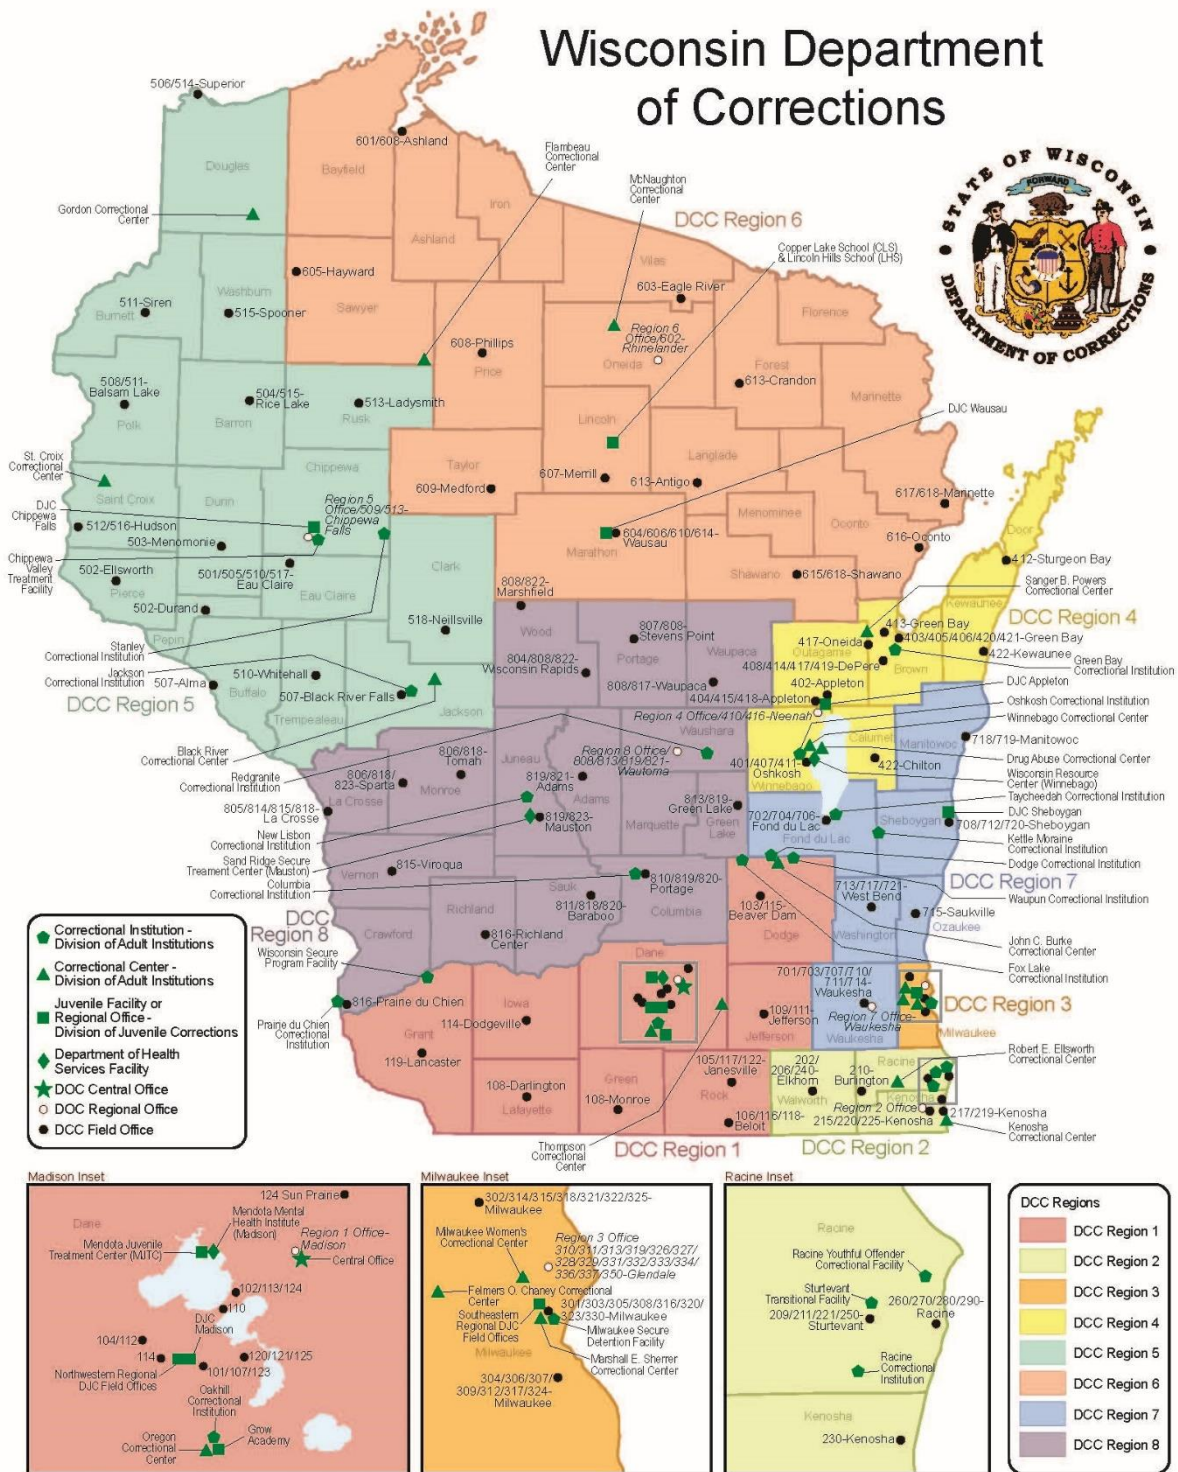 Wisconsin Department
of Corrections
STATE OF WISCONSIN
FORWARD
DEPARTMENT OF CORRECTIONS
506/514-Superior
601/608-Ashland
Flambeau
Correctional
Center
McNaughton
Correctional
Center
DCC Region 6
Copper Lake School (CLS)
& Lincoln Hills School (LHS)
Douglas
Bayfield
Iron
Ashland
Vilas
Gordon Correctional
Center
605-Hayward
Washburn
Sawyer
603-Eagle River
Florence
511-Siren
Burnett
515-Spooner
608-Phillips
Price
Region 6
Office/602-
Rhinelander
Oneida
Forest
613-Crandon
Marinette
508/511-
Balsam Lake
Polk
504/515-
Rice Lake
Barron
513-Ladysmith
Rusk
Lincoln
DJC Wausau
St. Croix
Correctional
Center
Chippewa
Taylor
609-Medford
607-Merrill
Langlade
613-Antigo
617/618-Marinette
Saint Croix
Dunn
Region 5
Office/509/513-
Chippewa
Falls
DJC
Chippewa
Falls
512/516-Hudson
503-Menomonie
604/606/610/614-
Wausau
Marathon
Menominee
Oconto
616-Oconto
Door
412-Sturgeon Bay
Chippewa
Valley
Treatment
Facility
502-Ellsworth
Pierce
501/505/510/517-
Eau Claire
Eau Claire
Clark
808/822-
Marshfield
Shawano
615/618-Shawano
Sanger B. Powers
Correctional Center
502-Durand
Pepin
518-Neillsville
Wood
807/808-
Stevens Point
Portage
Waupaca
Kewaunee
DCC Region 4
413-Green Bay
403/405/406/420/421-Green Bay
417-Oneida
Outagamie
Brown
422-Kewaunee
408/414/417/419-DePere
Green Bay
Correctional Institution
Stanley
Correctional Institution
Jackson
Correctional Institution
510-Whitehall
507-Alma
Buffalo
DCC Region 5
507-Black River Falls
Trempealeau
Jackson
804/808/822-
Wisconsin Rapids
808/817-Waupaca
402-Appleton
404/415/418-Appleton
DJC Appleton
Oshkosh Correctional Institution
Region 4 Office/410/416-Neenah
Winnebago Correctional Center
Waushara
Calumet
Manitowoc
718/719-Manitowoc
Black River
Correctional Center
Redgranite
Correctional Institution
806/818-
Tomah
Juneau
Region 8 Office/
808/813/819/821-
Wautoma
401/407/411-
Oshkosh
Winnebago
422-Chilton
Drug Abuse Correctional Center
Wisconsin Resource
Center (Winnebago)
806/818/
823-Sparta
Monroe
819/821-
Adams
Adams
La Crosse
805/814/815/818-
La Crosse
813/819-
Green Lake
Marquette
Green
Lake
Taycheedah Correctional Institution
DJC Sheboygan
702/704/706-
Fond du Lac
Fond du Lac
Sheboygan
708/712/720-Sheboygan
819/823-
Mauston
New Lisbon
Correctional Institution
Kettle Moraine
Correctional Institution
Sand Ridge Secure
Treament Center (Mauston)
Columbia
Correctional Institution
815-Viroqua
Vernon
Sauk
810/819/820-
Portage
Dodge Correctional Institution
DCC Region 7
Waupun Correctional Institution
811/818/820-
Baraboo
Columbia
Richland
103/115-
Beaver Dam
Dodge
713/717/721-
West Bend
Washington
715-Saukville
Ozaukee
DCC
Region 8
Crawford
816-Richland
Center
John C. Burke
Correctional Center
Fox Lake
Correctional Institution
Wisconsin Secure
Program Facility
Dane
701/703/707/710/
711/714-
Waukesha
DCC Region 3
816-Prairie du Chien
Prairie du Chien
Correctional
Institution
Iowa
114-Dodgeville
Grant
119-Lancaster
109/111-
Jefferson
Jefferson
Region 7 Office-
Waukesha
Waukesha
Milwaukee
Robert E. Ellsworth
Correctional Center
105/117/122-
Janesville
Green
Rock
202/
206/240-
Elkhorn
Walworth
210-
Burlington
Racine
Kenosha
108-Darlington
Lafayette
108-Monroe
106/116/118-
Beloit
Region 2 Office
215/220/225-Kenosha
217/219-Kenosha
Kenosha
Correctional Center
Thompson
Correctional
Center
DCC Region 1
DCC Region 2
Correctional Institution -
Division of Adult Institutions
Correctional Center -
Division of Adult Institutions
Juvenile Facility or
Regional Office -
Division of Juvenile Corrections
Department of Health
Services Facility
DOC Central Office
DOC Regional Office
DCC Field Office
Madison Inset
124 Sun Prairie
Dane
Mendota Mental
Health Institute
(Madison)
Mendota Juvenile
Treatment Center (MJTC)
Region 1 Office-
Madison
Central Office
102/113/124
110
DJC
Madison
104/112
114
120/121/125
101/107/123
Northwestern Regional
DJC Field Offices
Oakhill
Correctional
Institution
Oregon
Correctional
Center
Grow
Academy
Milwaukee Inset
302/314/315/318/321/322/325-
Milwaukee
Milwaukee Women's
Correctional Center
Region 3 Office
310/311/313/319/326/327/
328/329/331/332/333/334/
336/337/350-Glendale
Felmers O. Chaney Correctional
Center
Southeastern
Regional DJC
Field Offices
301/303/305/308/316/320/
323/330-Milwaukee
Milwaukee Secure
Detention Facility
Milwaukee
Marshall E. Sherrer
Correctional Center
304/306/307/
309/312/317/324-
Milwaukee
Racine Inset
Racine
Racine Youthful Offender
Correctional Facility
Sturtevant
Transitional Facility
209/211/221/250-
Sturtevant
260/270/280/290-
Racine
Racine
Correctional
Institution
Kenosha
230-Kenosha
DCC Regions
DCC Region 1
DCC Region 2
DCC Region 3
DCC Region 4
DCC Region 5
DCC Region 6
DCC Region 7
DCC Region 8